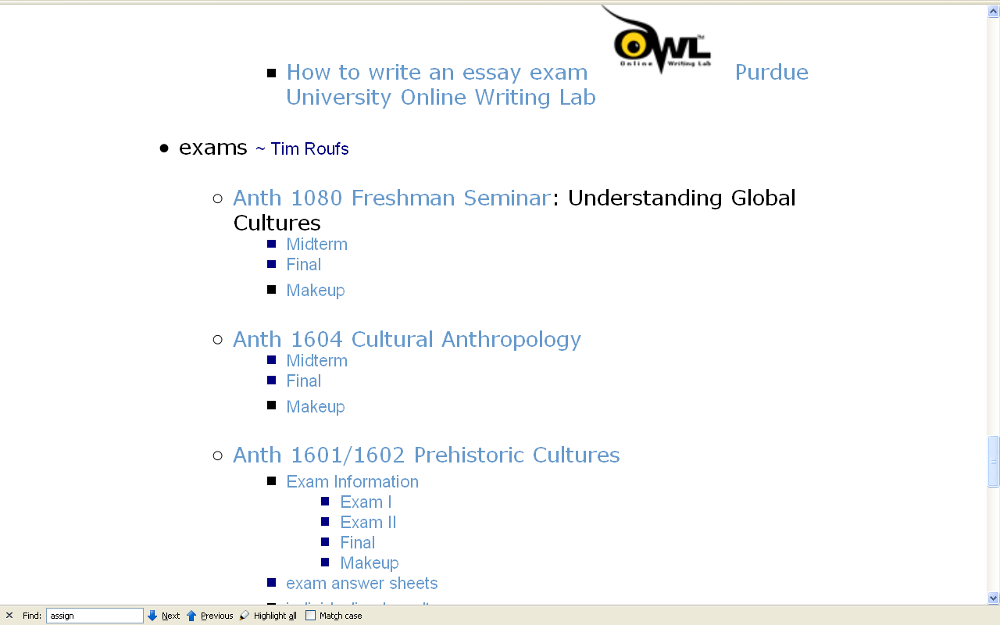 OWL™
Online Writing Lab
How to write an essay exam Purdue
University Online Writing Lab
exams ~ Tim Roufs
Anth 1080 Freshman Seminar: Understanding Global
Cultures
Midterm
Final
Makeup
Anth 1604 Cultural Anthropology
Midterm
Final
Makeup
Anth 1601/1602 Prehistoric Cultures
Exam Information
Exam I
Exam II
Final
Makeup
exam answer sheets
Find: assign Next Previous Highlight all Match case